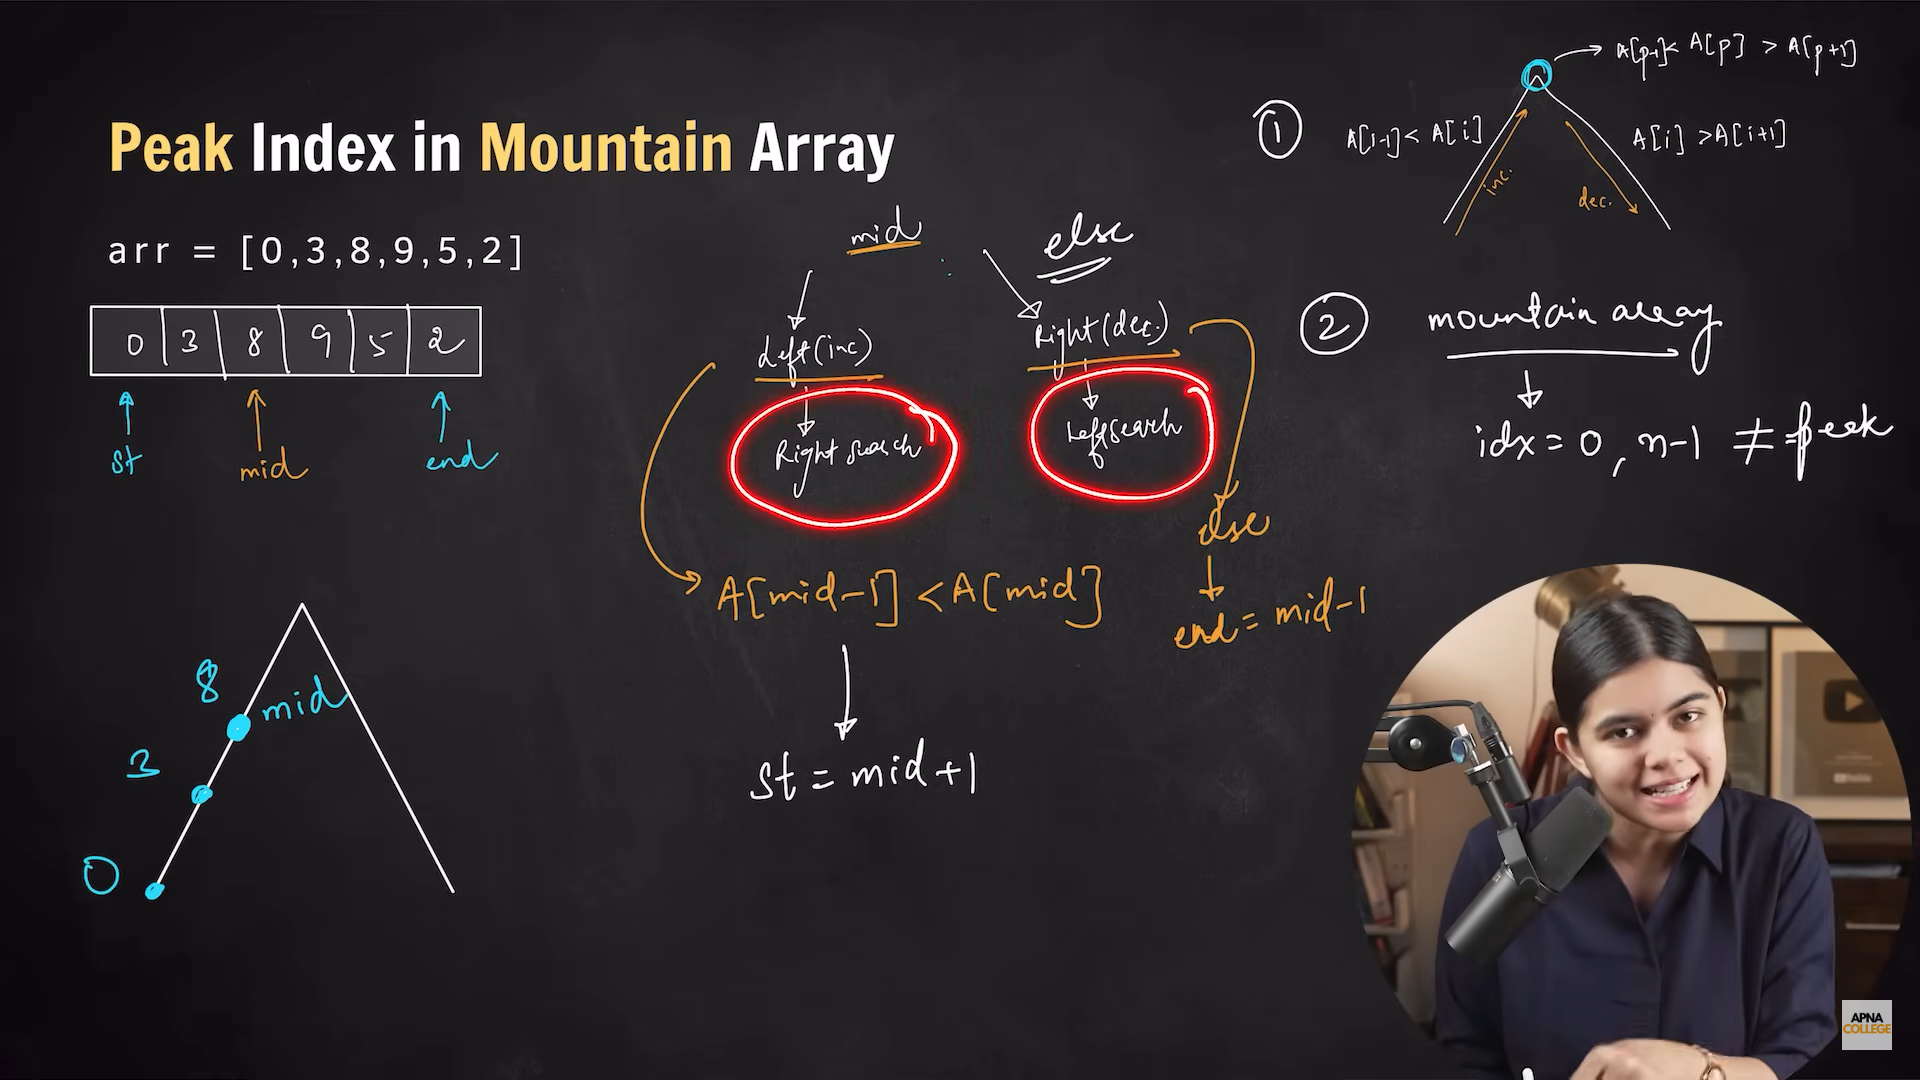 Peak Index in Mountain Array
arr = [0,3,8,9,5,2]
0 3 8 9 5 2
st mid end
8 mid
3
0
mid
else
Left (inc)
Right (dec.)
Right search
Left search
A[mid-1] < A[mid]
st = mid+1
else
end = mid-1
1
A[p-1] < A[p] > A[p+1]
A[i-1] < A[i]
A[i] > A[i+1]
inc.
dec.
2 mountain array
idx = 0, n-1 ≠ peek
APNA
COLLEGE